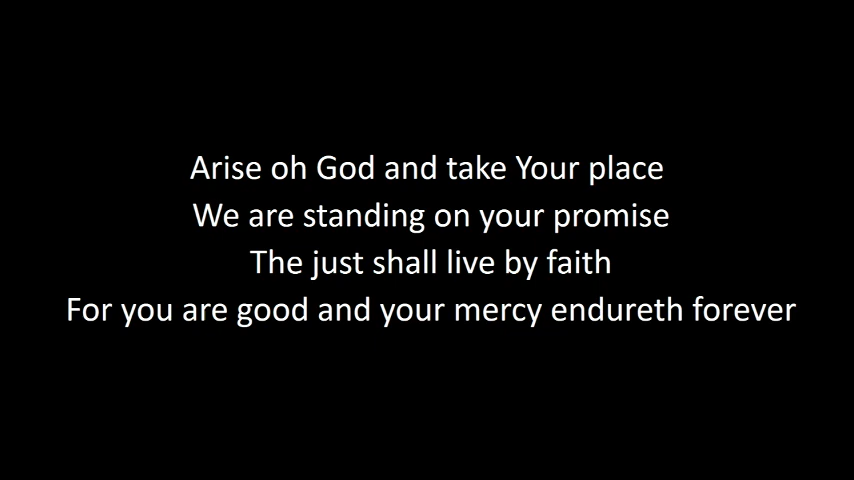 Arise oh God and take Your place
We are standing on your promise
The just shall live by faith
For you are good and your mercy endureth forever